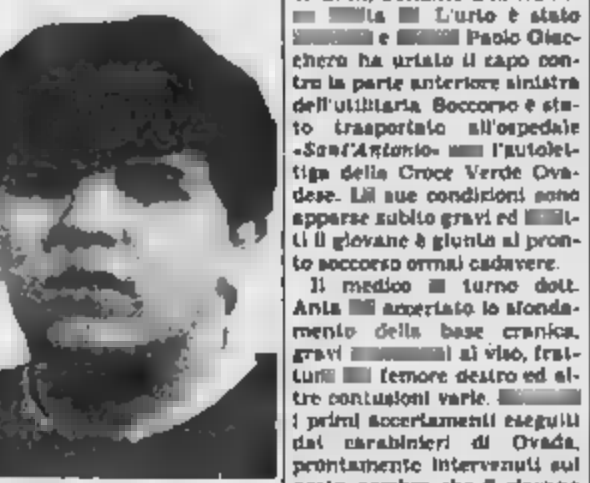 L'urto è stato
e Paolo Giac-
chero ha urtato il capo con-
tro la parte anteriore sinistra
dell'utilitaria. Soccorso è sta-
to trasportato all'ospedale
«Sant'Antonio» l'autolet-
tiga della Croce Verde Ova-
dese. sue condizioni sono
apparse subito gravi ed
ti il giovane è giunto al pron-
to soccorso ormai cadavere.
Il medico turno dott.
accertato lo sfonda-
mento della base cranica,
gravi al viso, frat-
femore destro ed al-
tre contusioni varie.
i primi accertamenti eseguiti
dai carabinieri di Ovada,
prontamente intervenuti sul